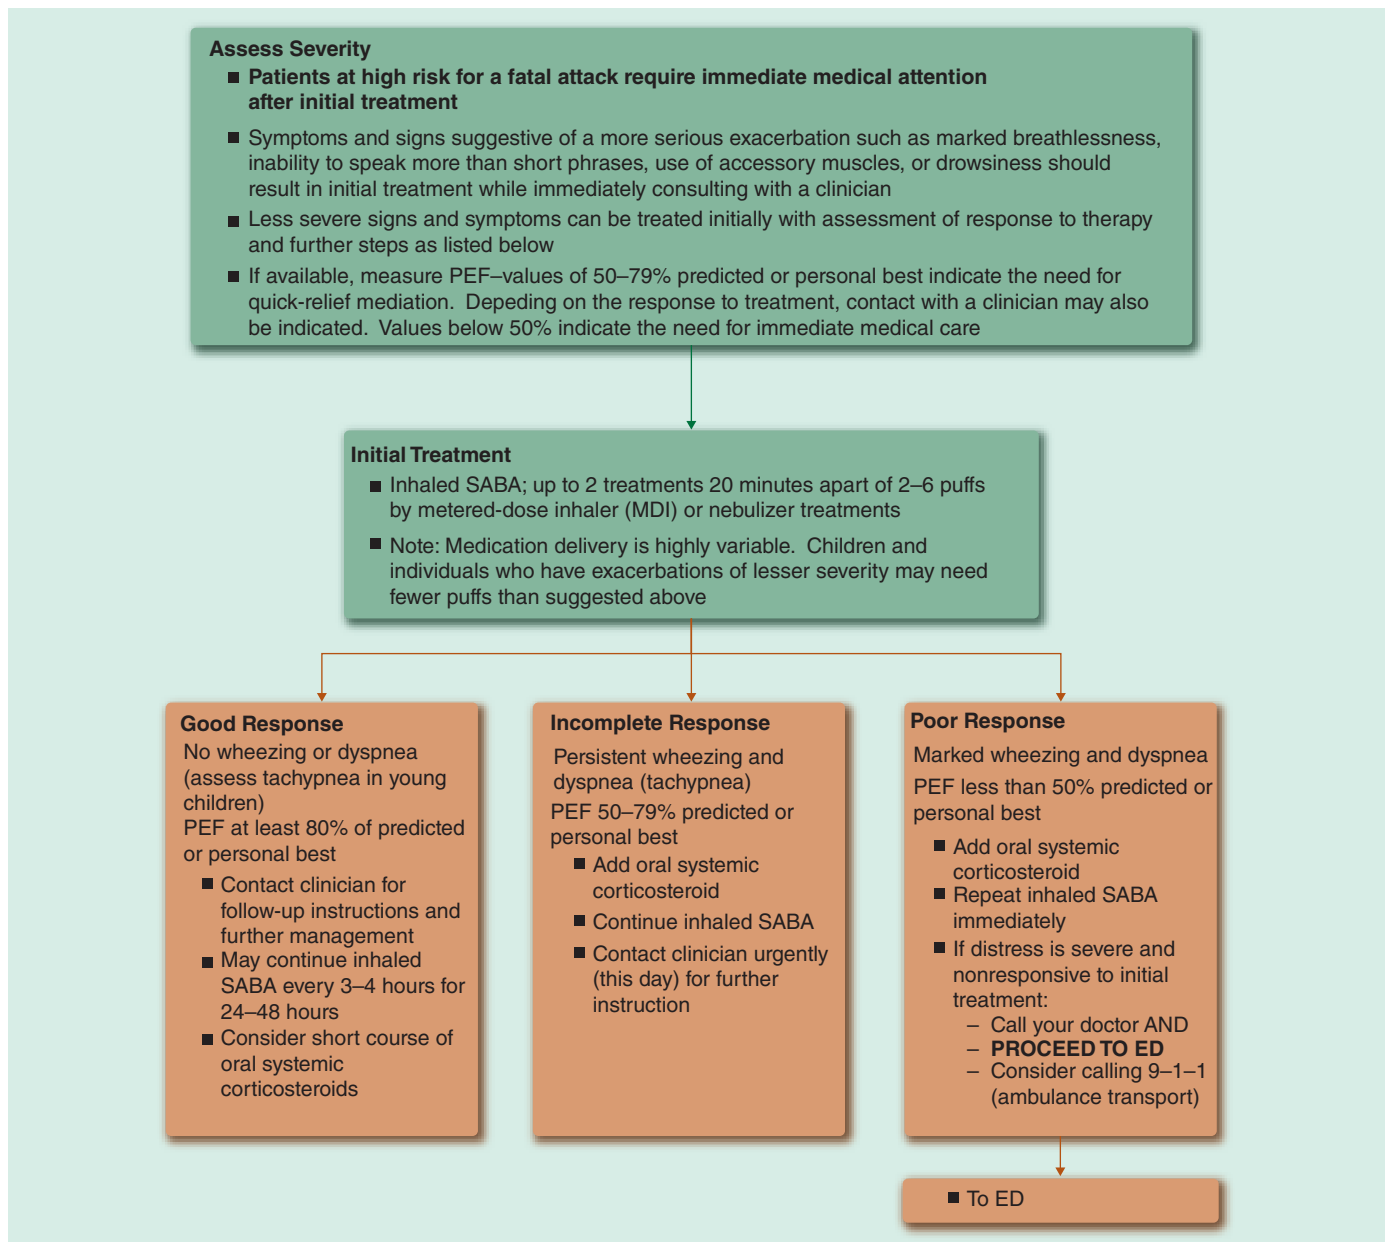 Assess Severity
■ Patients at high risk for a fatal attack require immediate medical attention
after initial treatment
■ Symptoms and signs suggestive of a more serious exacerbation such as marked breathlessness,
inability to speak more than short phrases, use of accessory muscles, or drowsiness should
result in initial treatment while immediately consulting with a clinician
■ Less severe signs and symptoms can be treated initially with assessment of response to therapy
and further steps as listed below
■ If available, measure PEF–values of 50–79% predicted or personal best indicate the need for
quick-relief mediation.  Depeding on the response to treatment, contact with a clinician may also
be indicated.  Values below 50% indicate the need for immediate medical care
Initial Treatment
■ Inhaled SABA; up to 2 treatments 20 minutes apart of 2–6 puffs
by metered-dose inhaler (MDI) or nebulizer treatments
■ Note: Medication delivery is highly variable.  Children and
individuals who have exacerbations of lesser severity may need
fewer puffs than suggested above
Good Response
No wheezing or dyspnea
(assess tachypnea in young
children)
PEF at least 80% of predicted
or personal best
■ Contact clinician for
follow-up instructions and
further management
■ May continue inhaled
SABA every 3–4 hours for
24–48 hours
■ Consider short course of
oral systemic
corticosteroids
Incomplete Response
Persistent wheezing and
dyspnea (tachypnea)
PEF 50–79% predicted or
personal best
■ Add oral systemic
corticosteroid
■ Continue inhaled SABA
■ Contact clinician urgently
(this day) for further
instruction
Poor Response
Marked wheezing and dyspnea
PEF less than 50% predicted or
personal best
■ Add oral systemic
corticosteroid
■ Repeat inhaled SABA
immediately
■ If distress is severe and
nonresponsive to initial
treatment:
– Call your doctor AND
– PROCEED TO ED
– Consider calling 9–1–1
(ambulance transport)
■ To ED